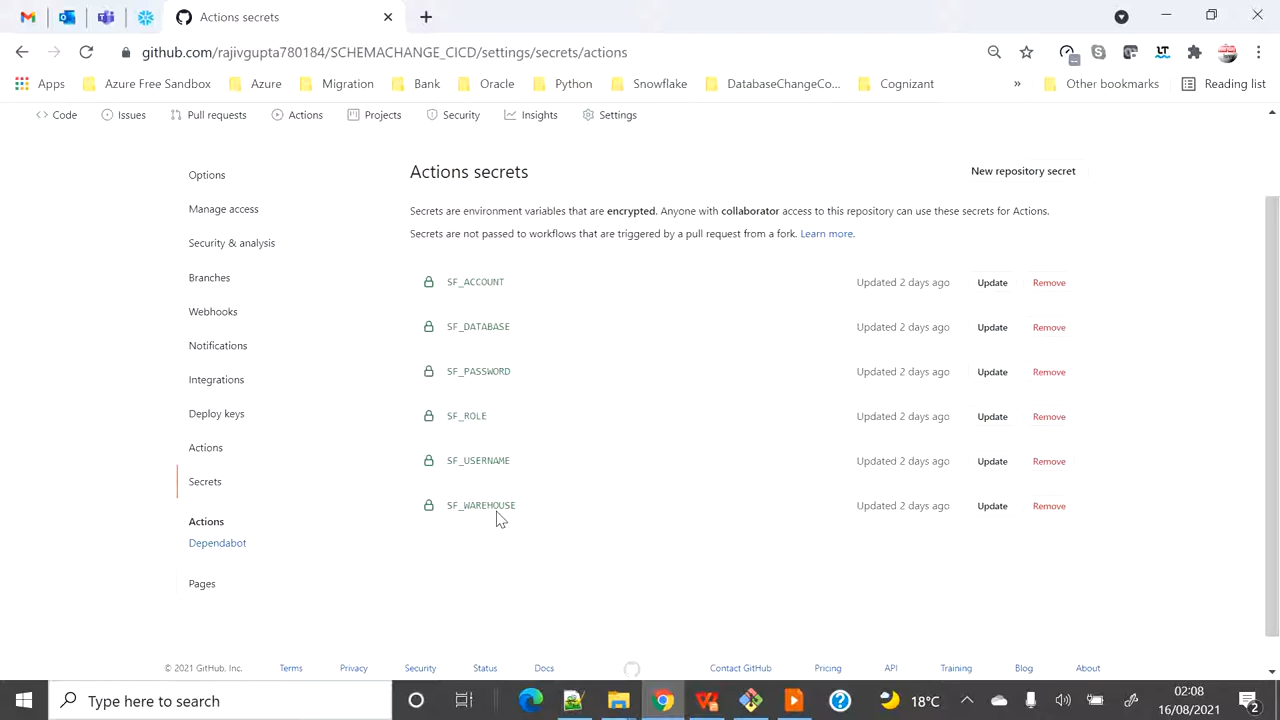 Actions secrets
github.com/rajivgupta780184/SCHEMACHANGE_CICD/settings/secrets/actions
Apps Azure Free Sandbox Azure Migration Bank Oracle Python Snowflake DatabaseChangeCo... Cognizant » Other bookmarks Reading list
Code Issues Pull requests Actions Projects Security Insights Settings
Options
Manage access
Security & analysis
Branches
Webhooks
Notifications
Integrations
Deploy keys
Actions
Secrets
Actions
Dependabot
Pages
Actions secrets New repository secret
Secrets are environment variables that are encrypted. Anyone with collaborator access to this repository can use these secrets for Actions.
Secrets are not passed to workflows that are triggered by a pull request from a fork. Learn more.
SF_ACCOUNT Updated 2 days ago Update Remove
SF_DATABASE Updated 2 days ago Update Remove
SF_PASSWORD Updated 2 days ago Update Remove
SF_ROLE Updated 2 days ago Update Remove
SF_USERNAME Updated 2 days ago Update Remove
SF_WAREHOUSE Updated 2 days ago Update Remove
© 2021 GitHub, Inc. Terms Privacy Security Status Docs Contact GitHub Pricing API Training Blog About
Type here to search 18°C 02:08
16/08/2021 2